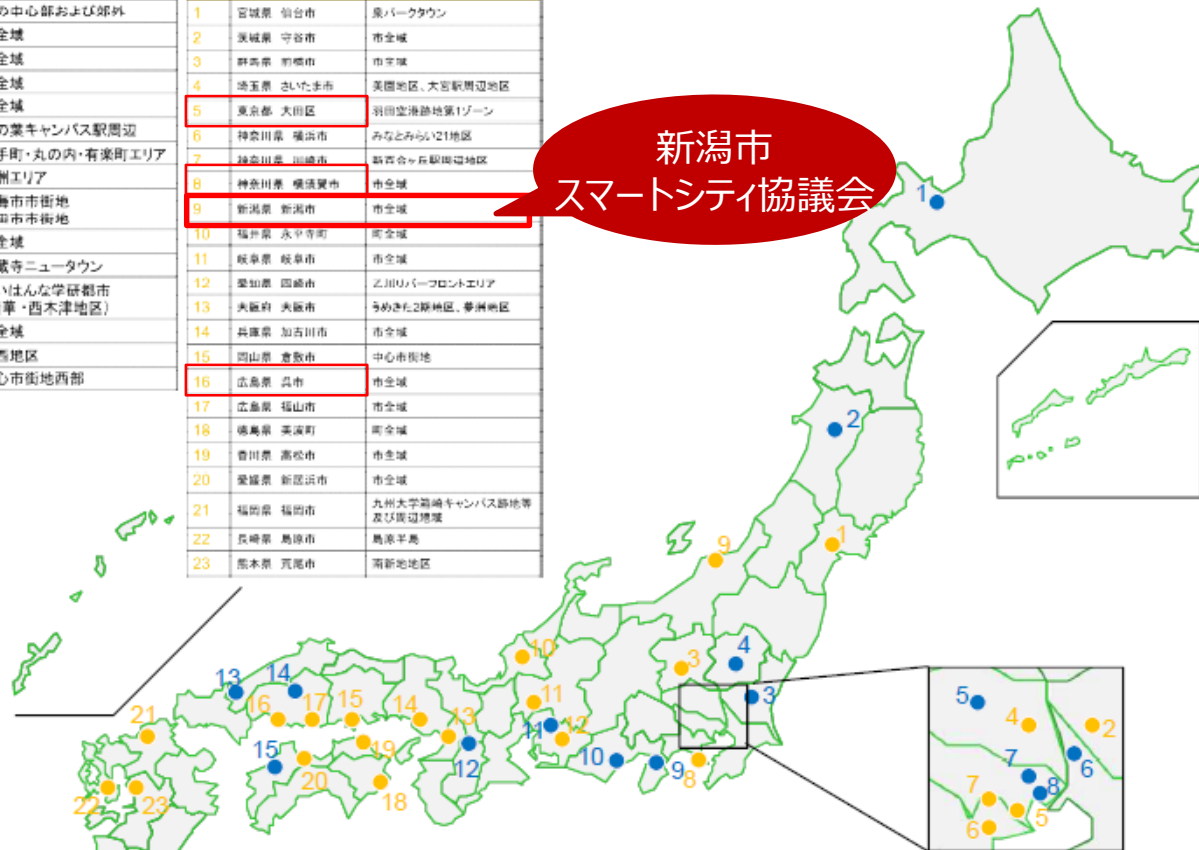 の中心部および郊外
全域
全域
全域
全域
の葉キャンパス駅周辺
手町・丸の内・有楽町エリア
州エリア
海市市街地
田市市街地
全域
蔵寺ニュータウン
いはんな学研都市
華・西木津地区）
全域
西地区
心市街地西部
1 宮城県 仙台市 泉パークタウン
2 茨城県 守谷市 市全域
3 群馬県 前橋市 市全域
4 埼玉県 さいたま市 美園地区、大宮駅周辺地区
5 東京都 大田区 羽田空港跡地第1ゾーン
6 神奈川県 横浜市 みなとみらい21地区
7 神奈川県 川崎市 新百合ヶ丘駅周辺地区
8 神奈川県 横須賀市 市全域
9 新潟県 新潟市 市全域
10 福井県 永平寺町 町全域
11 岐阜県 岐阜市 市全域
12 愛知県 岡崎市 乙川リバーフロントエリア
13 大阪府 大阪市 うめきた2期地区、夢洲地区
14 兵庫県 加古川市 市全域
15 岡山県 倉敷市 中心市街地
16 広島県 呉市 市全域
17 広島県 福山市 市全域
18 徳島県 美波町 町全域
19 香川県 高松市 市全域
20 愛媛県 新居浜市 市全域
21 福岡県 福岡市 九州大学箱崎キャンパス跡地等
及び周辺地域
22 長崎県 島原市 島原半島
23 熊本県 荒尾市 南新地地区
新潟市
スマートシティ協議会
1
2
1
9
10
3
4
3
13
14
16
17
15
14
13
11
11
12
21
15
20
19
12
10
9
8
22
23
18
5
4
2
7
6
7
8
5
6